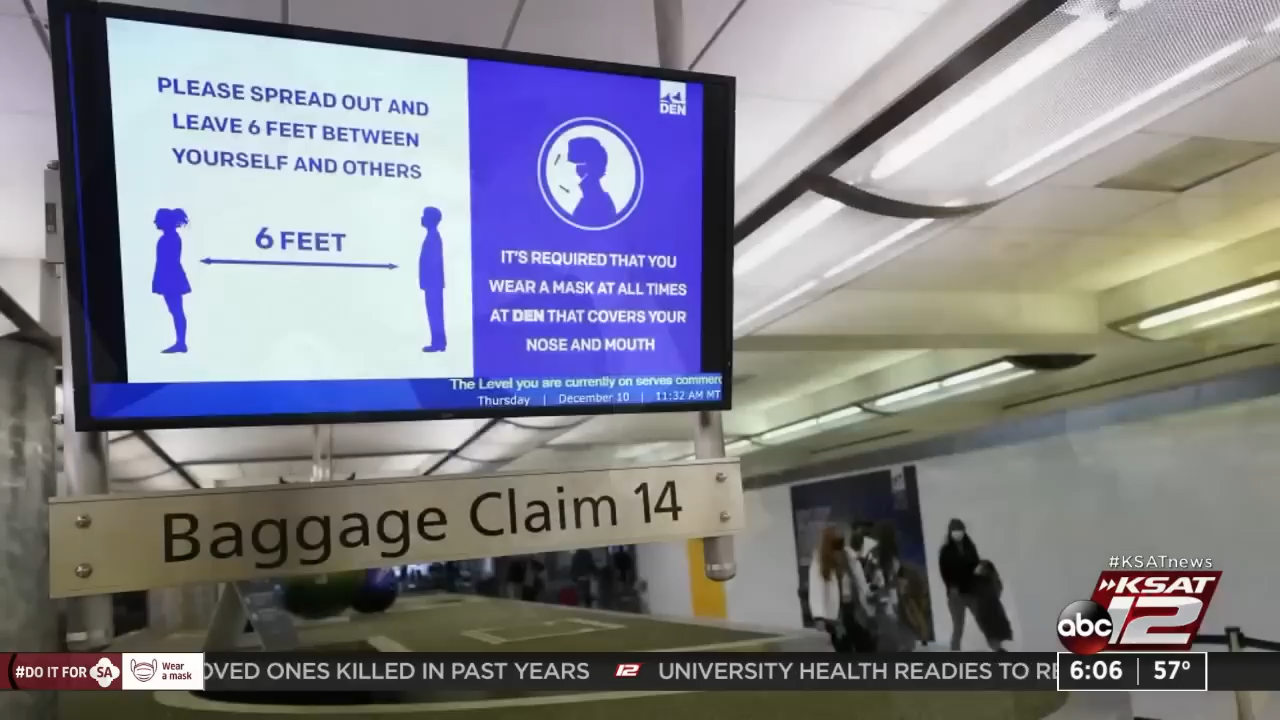 PLEASE SPREAD OUT AND
LEAVE 6 FEET BETWEEN
YOURSELF AND OTHERS
6 FEET
DEN
IT'S REQUIRED THAT YOU
WEAR A MASK AT ALL TIMES
AT DEN THAT COVERS YOUR
NOSE AND MOUTH
The Level you are currently on serves commerc
Thursday | December 10 | 11:32 AM MT
Baggage Claim 14
#KSATnews
KSAT
abc 12
#DO IT FOR SA
Wear
a mask
OVED ONES KILLED IN PAST YEARS 12 UNIVERSITY HEALTH READIES TO RE
6:06 57°